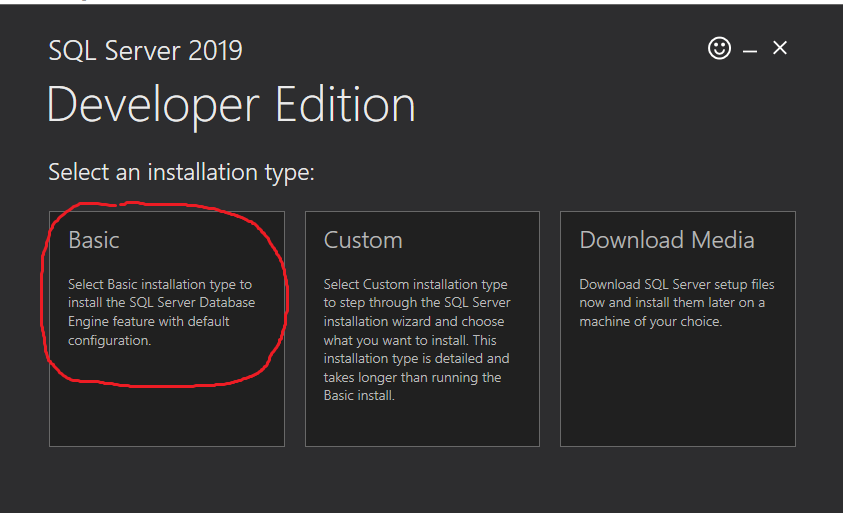 SQL Server 2019
Developer Edition
Select an installation type:
Basic
Select Basic installation type to
install the SQL Server Database
Engine feature with default
configuration.
Custom
Select Custom installation type
to step through the SQL Server
installation wizard and choose
what you want to install. This
installation type is detailed and
takes longer than running the
Basic install.
Download Media
Download SQL Server setup files
now and install them later on a
machine of your choice.